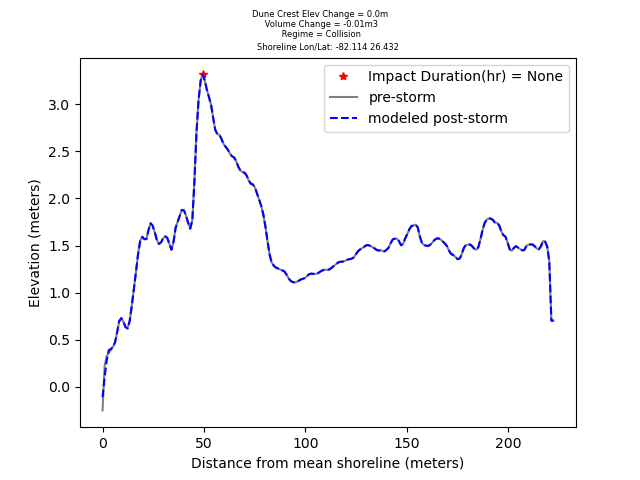 Dune Crest Elev Change = 0.0m
Volume Change = -0.01m3
Regime = Collision
Shoreline Lon/Lat: -82.114 26.432
Impact Duration(hr) = None
pre-storm
modeled post-storm
3.0
2.5
2.0
1.5
1.0
0.5
0.0
Elevation (meters)
0 50 100 150 200
Distance from mean shoreline (meters)